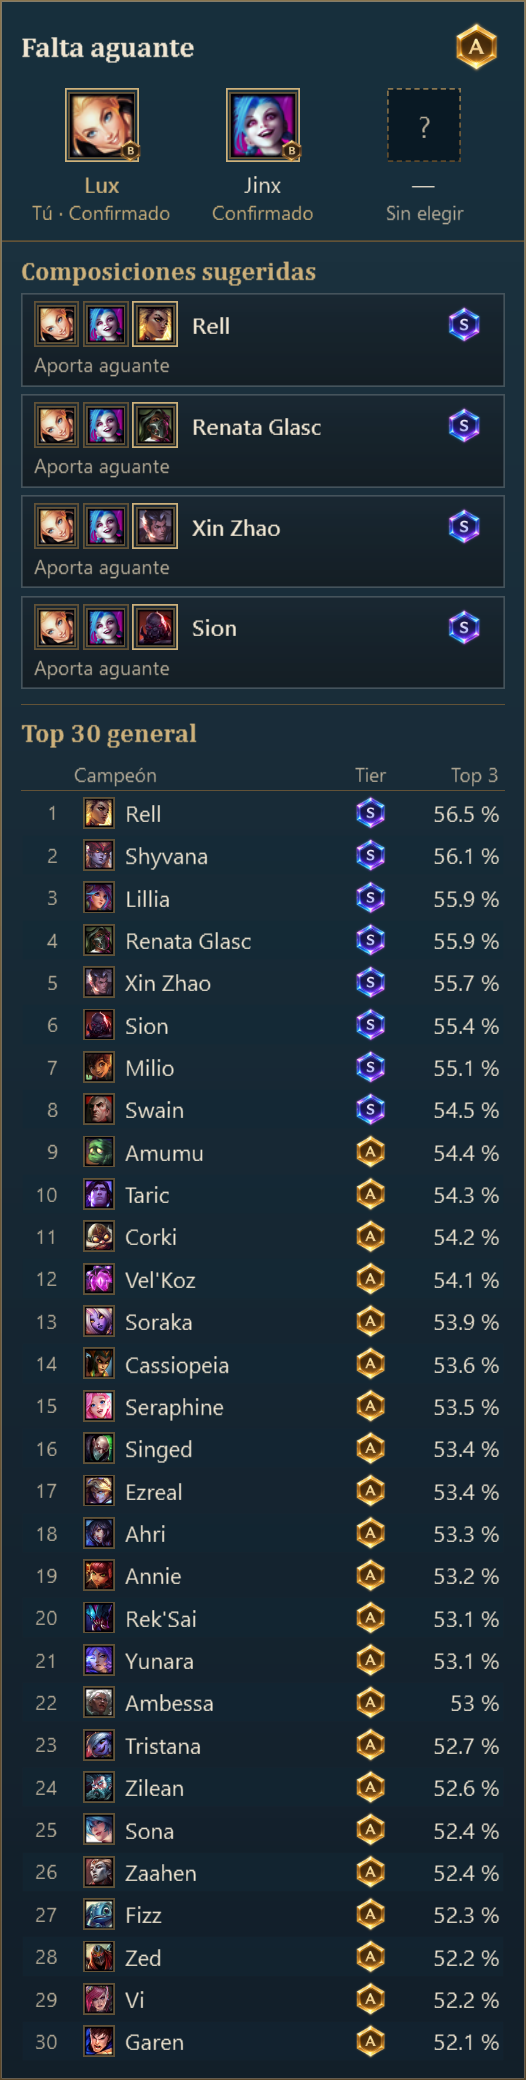 Falta aguante A
B B ?
Lux Jinx —
Tú · Confirmado Confirmado Sin elegir
Composiciones sugeridas
Rell S
Aporta aguante
Renata Glasc S
Aporta aguante
Xin Zhao S
Aporta aguante
Sion S
Aporta aguante
Top 30 general
Campeón Tier Top 3
1 Rell S 56.5 %
2 Shyvana S 56.1 %
3 Lillia S 55.9 %
4 Renata Glasc S 55.9 %
5 Xin Zhao S 55.7 %
6 Sion S 55.4 %
7 Milio S 55.1 %
8 Swain S 54.5 %
9 Amumu A 54.4 %
10 Taric A 54.3 %
11 Corki A 54.2 %
12 Vel'Koz A 54.1 %
13 Soraka A 53.9 %
14 Cassiopeia A 53.6 %
15 Seraphine A 53.5 %
16 Singed A 53.4 %
17 Ezreal A 53.4 %
18 Ahri A 53.3 %
19 Annie A 53.2 %
20 Rek'Sai A 53.1 %
21 Yunara A 53.1 %
22 Ambessa A 53 %
23 Tristana A 52.7 %
24 Zilean A 52.6 %
25 Sona A 52.4 %
26 Zaahen A 52.4 %
27 Fizz A 52.3 %
28 Zed A 52.2 %
29 Vi A 52.2 %
30 Garen A 52.1 %